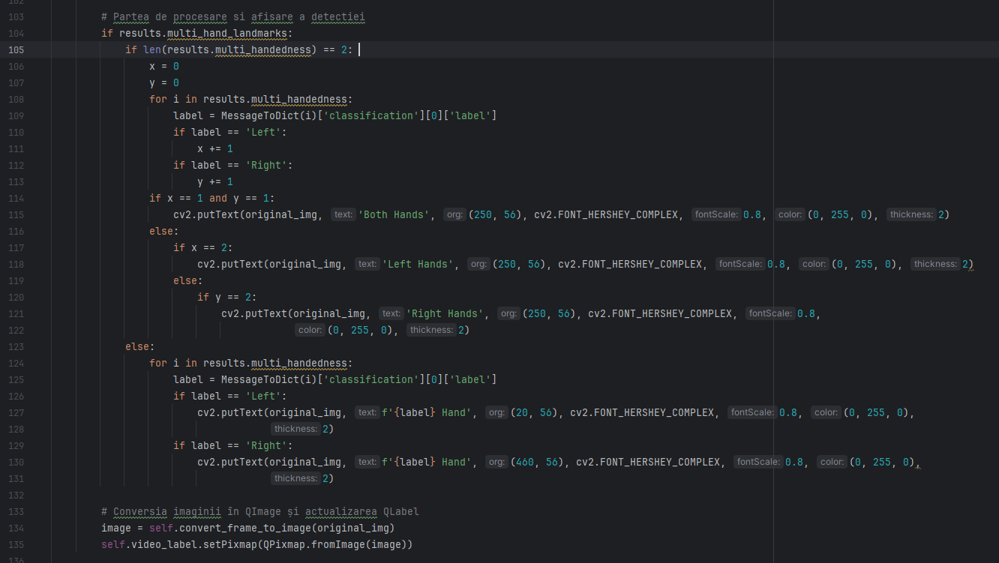 102
103 # Partea de procesare si afisare a detectiei
104 if results.multi_hand_landmarks:
105 if len(results.multi_handedness) == 2:
106 x = 0
107 y = 0
108 for i in results.multi_handedness:
109 label = MessageToDict(i)['classification'][0]['label']
110 if label == 'Left':
111 x += 1
112 if label == 'Right':
113 y += 1
114 if x == 1 and y == 1:
115 cv2.putText(original_img, text: 'Both Hands', org: (250, 56), cv2.FONT_HERSHEY_COMPLEX, fontScale: 0.8, color: (0, 255, 0), thickness: 2)
116 else:
117 if x == 2:
118 cv2.putText(original_img, text: 'Left Hands', org: (250, 56), cv2.FONT_HERSHEY_COMPLEX, fontScale: 0.8, color: (0, 255, 0), thickness: 2)
119 else:
120 if y == 2:
121 cv2.putText(original_img, text: 'Right Hands', org: (250, 56), cv2.FONT_HERSHEY_COMPLEX, fontScale: 0.8,
122 color: (0, 255, 0), thickness: 2)
123 else:
124 for i in results.multi_handedness:
125 label = MessageToDict(i)['classification'][0]['label']
126 if label == 'Left':
127 cv2.putText(original_img, text: f'{label} Hand', org: (20, 56), cv2.FONT_HERSHEY_COMPLEX, fontScale: 0.8, color: (0, 255, 0),
128 thickness: 2)
129 if label == 'Right':
130 cv2.putText(original_img, text: f'{label} Hand', org: (460, 56), cv2.FONT_HERSHEY_COMPLEX, fontScale: 0.8, color: (0, 255, 0),
131 thickness: 2)
132
133 # Conversia imaginii în QImage și actualizarea QLabel
134 image = self.convert_frame_to_image(original_img)
135 self.video_label.setPixmap(QPixmap.fromImage(image))
136